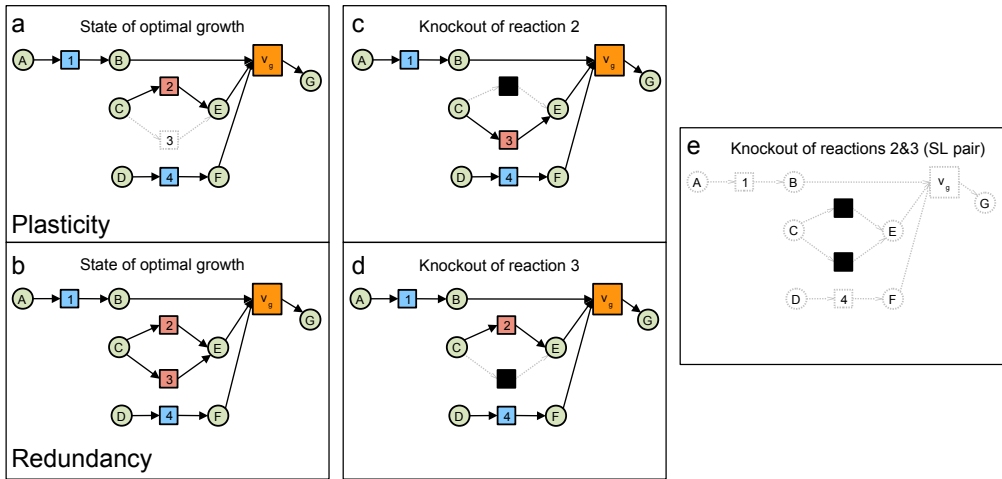 a
State of optimal growth
A 1 B v g G
C 2 E
3
D 4 F
Plasticity
b
State of optimal growth
A 1 B v g G
C 2 E
3
D 4 F
Redundancy
c
Knockout of reaction 2
A 1 B v g G
C E
3
D 4 F
d
Knockout of reaction 3
A 1 B v g G
C 2 E
D 4 F
e
Knockout of reactions 2&3 (SL pair)
A 1 B v g G
C E
D 4 F